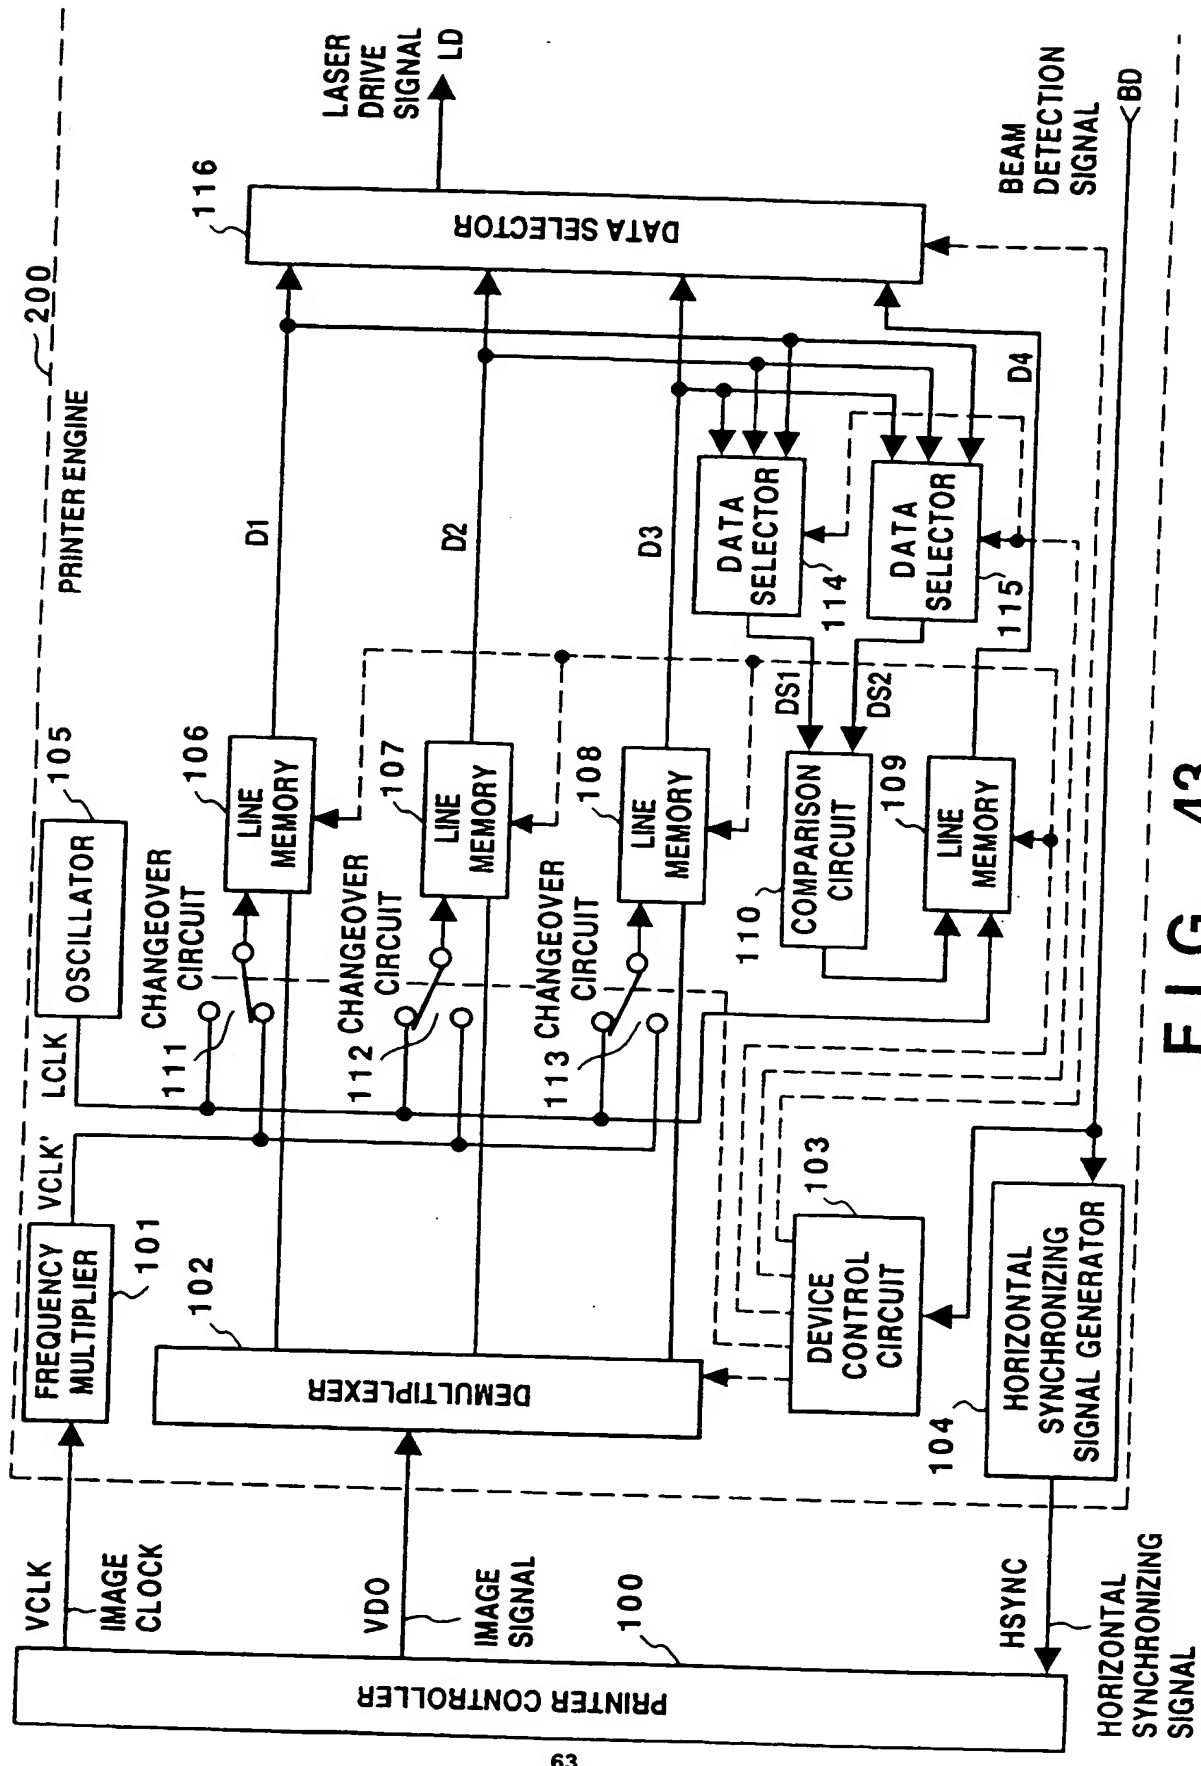 PRINTER ENGINE
200
LASER
DRIVE
SIGNAL
LD
116
DATA SELECTOR
D1
D2
D3
D4
BEAM
DETECTION
SIGNAL
BD
105
OSCILLATOR
LCLK
106
LINE
MEMORY
107
LINE
MEMORY
108
LINE
MEMORY
109
LINE
MEMORY
CHANGEOVER
CIRCUIT
111
CHANGEOVER
CIRCUIT
112
CHANGEOVER
CIRCUIT
113
DATA
SELECTOR
114
DATA
SELECTOR
115
DS1
DS2
COMPARISON
CIRCUIT
110
VCLK'
FREQUENCY
MULTIPLIER
101
102
DEMULTIPLEXER
103
DEVICE
CONTROL
CIRCUIT
104
HORIZONTAL
SYNCHRONIZING
SIGNAL GENERATOR
VCLK
IMAGE
CLOCK
VDO
IMAGE
SIGNAL
100
PRINTER CONTROLLER
HSYNC
HORIZONTAL
SYNCHRONIZING
SIGNAL
FIG. 43
63